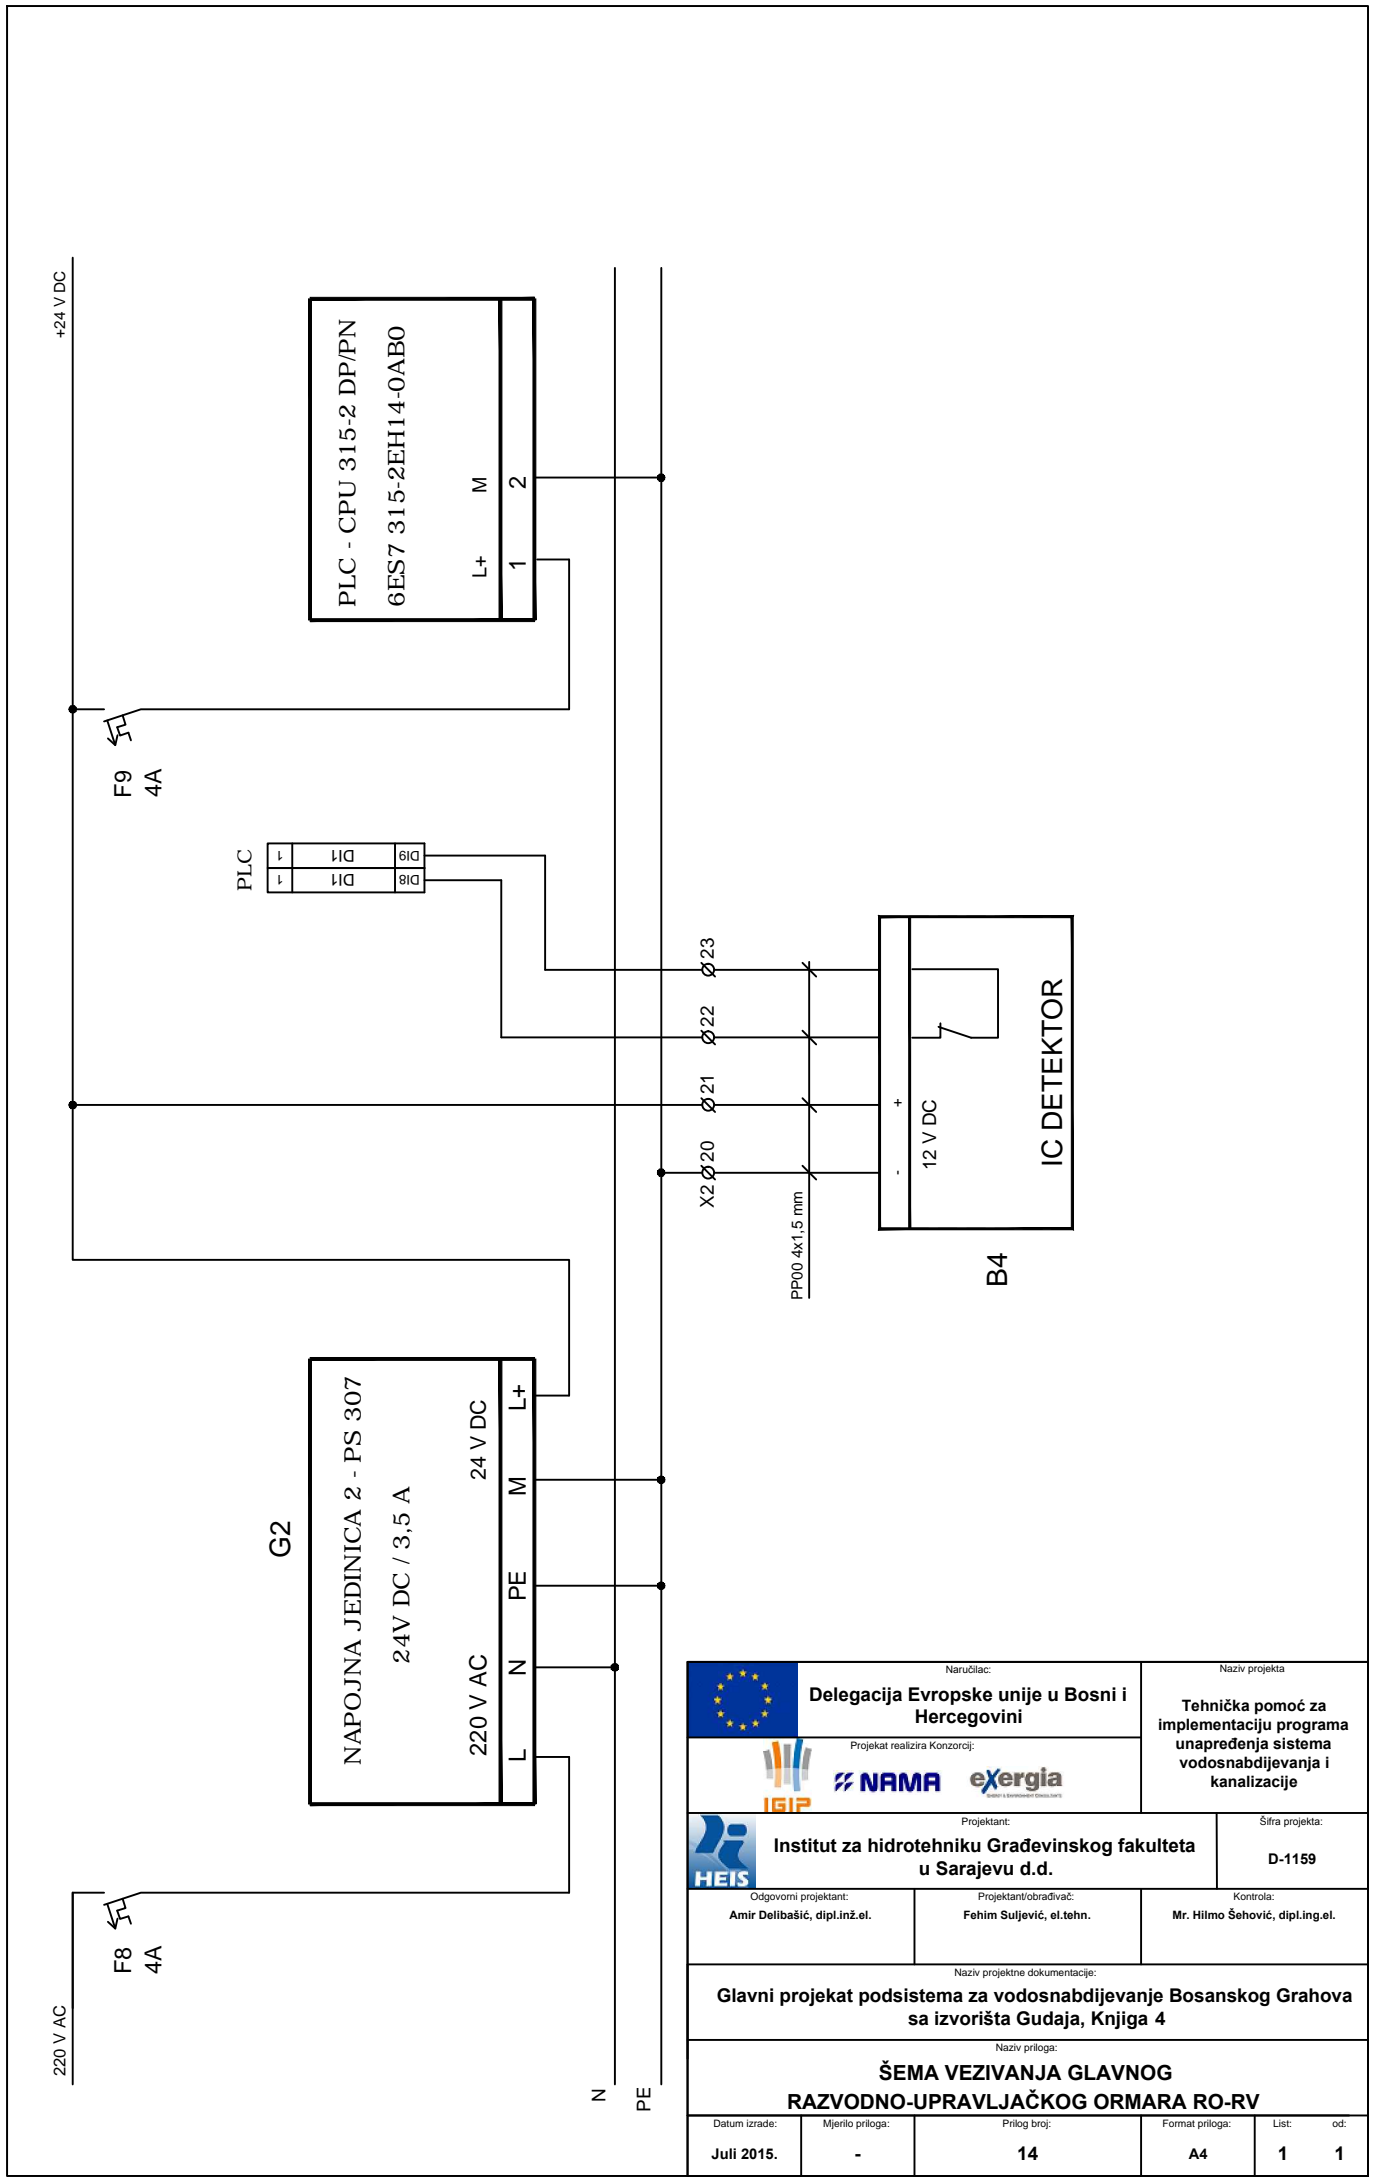 +24 V DC
PLC - CPU 315-2 DP/PN
6ES7 315-2EH14-0AB0
L+
M
1
2
F9
4A
PLC
1
DI1
DI9
1
DI1
DI8
X2
20
21
22
23
PP00 4x1,5 mm
-
+
12 V DC
IC DETEKTOR
B4
G2
NAPOJNA JEDINICA 2 - PS 307
24V DC / 3,5 A
220 V AC
24 V DC
L
N
PE
M
L+
F8
4A
220 V AC
N
PE
Naručilac:
Delegacija Evropske unije u Bosni i
Hercegovini
Naziv projekta
Tehnička pomoć za
implementaciju programa
unapređenja sistema
vodosnabdijevanja i
kanalizacije
Projekat realizira Konzorcij:
IGIP
NAMA
eXergia
Projektant:
HEIS
Institut za hidrotehniku Građevinskog fakulteta
u Sarajevu d.d.
Šifra projekta:
D-1159
Odgovorni projektant:
Amir Delibašić, dipl.inž.el.
Projektant/obrađivač:
Fehim Suljević, el.tehn.
Kontrola:
Mr. Hilmo Šehović, dipl.ing.el.
Naziv projektne dokumentacije:
Glavni projekat podsistema za vodosnabdijevanje Bosanskog Grahova
sa izvorišta Gudaja, Knjiga 4
Naziv priloga:
ŠEMA VEZIVANJA GLAVNOG
RAZVODNO-UPRAVLJAČKOG ORMARA RO-RV
Datum izrade:
Juli 2015.
Mjerilo priloga:
-
Prilog broj:
14
Format priloga:
A4
List:
1
od:
1